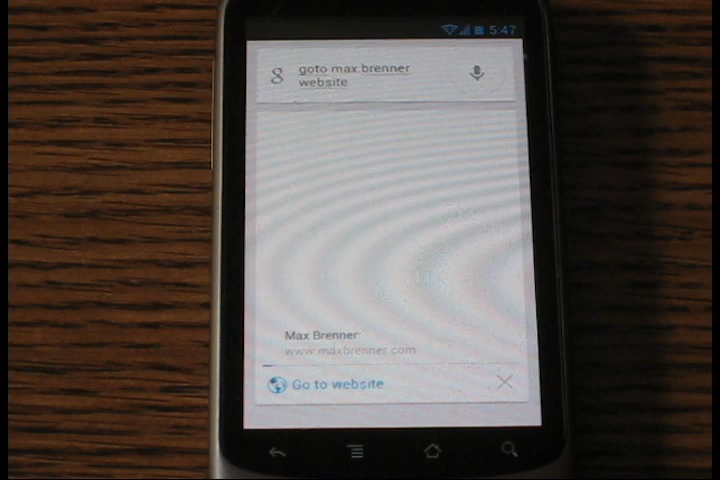 5:47
g
goto max brenner
website
Max Brenner
www.maxbrenner.com
Go to website